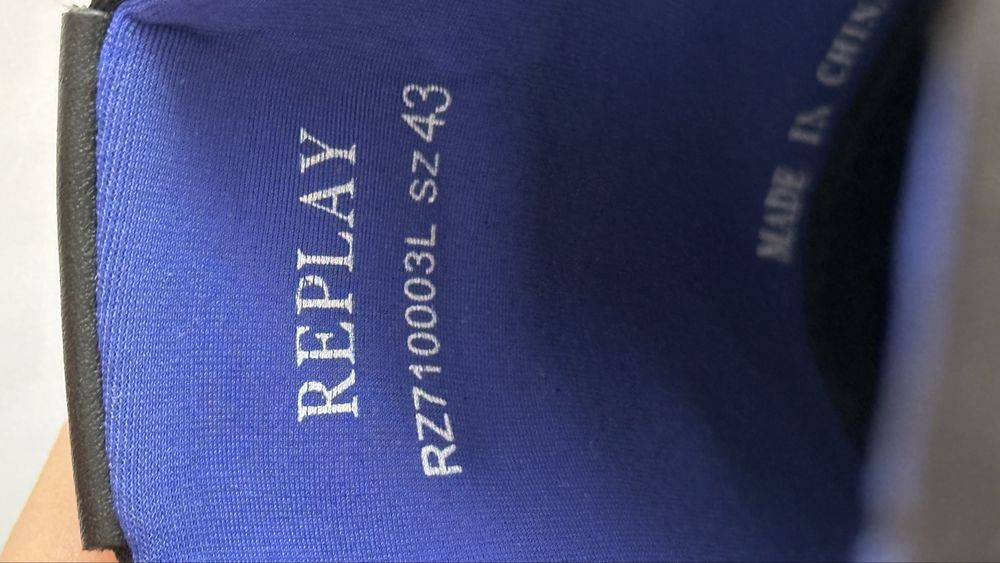 REPLAY
RZ710003L SZ 43
MADE IN CHINA